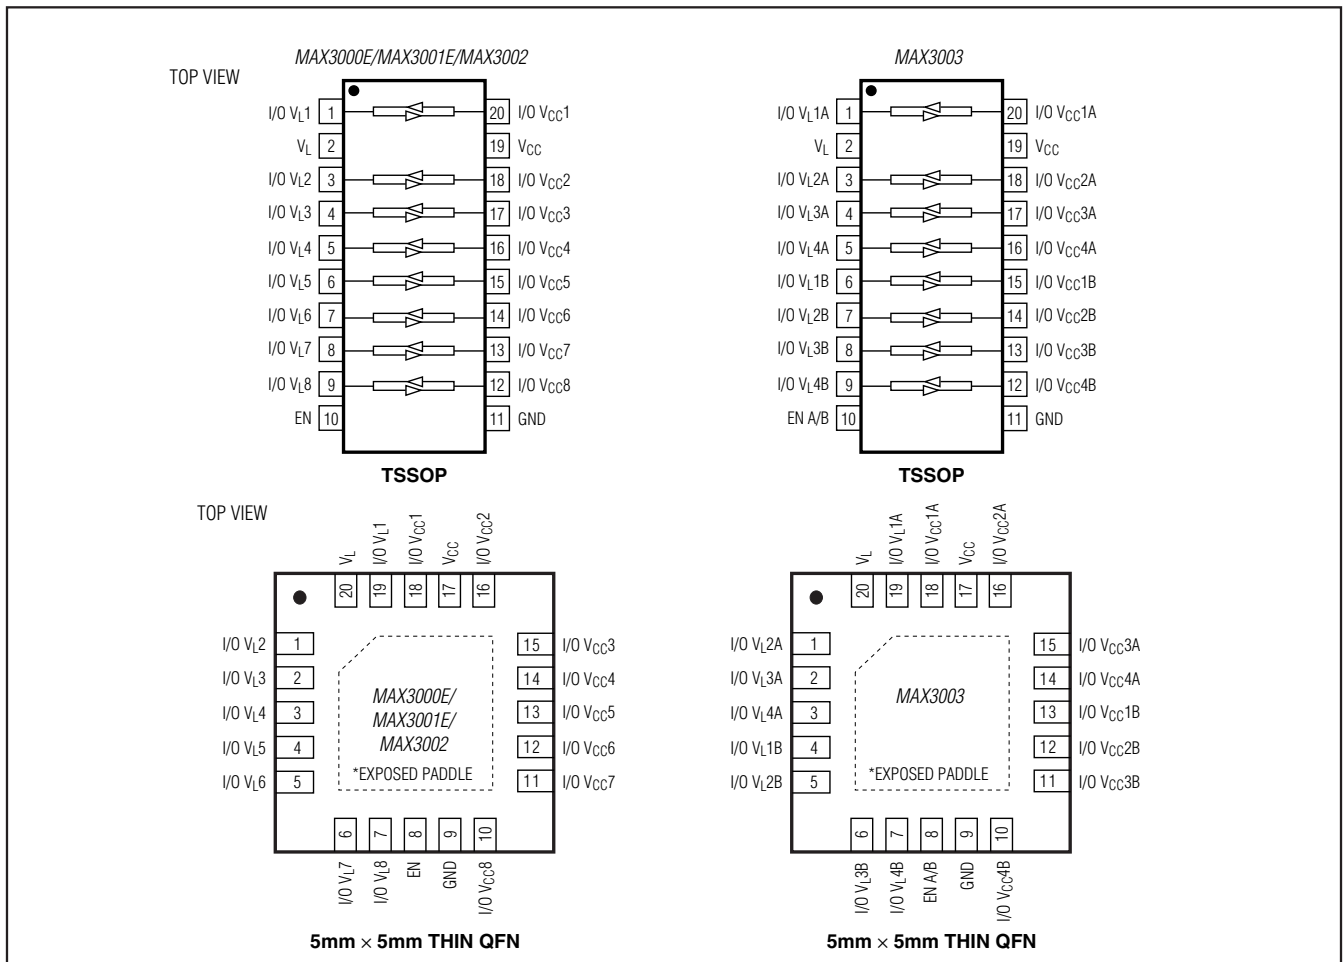 MAX3000E/MAX3001E/MAX3002 MAX3003
TOP VIEW
I/O VL1 1 20 I/O VCC1 I/O VL1A 1 20 I/O VCC1A
VL 2 19 VCC VL 2 19 VCC
I/O VL2 3 18 I/O VCC2 I/O VL2A 3 18 I/O VCC2A
I/O VL3 4 17 I/O VCC3 I/O VL3A 4 17 I/O VCC3A
I/O VL4 5 16 I/O VCC4 I/O VL4A 5 16 I/O VCC4A
I/O VL5 6 15 I/O VCC5 I/O VL1B 6 15 I/O VCC1B
I/O VL6 7 14 I/O VCC6 I/O VL2B 7 14 I/O VCC2B
I/O VL7 8 13 I/O VCC7 I/O VL3B 8 13 I/O VCC3B
I/O VL8 9 12 I/O VCC8 I/O VL4B 9 12 I/O VCC4B
EN 10 11 GND EN A/B 10 11 GND
TSSOP TSSOP
TOP VIEW
VL I/O VL1 I/O VCC1 VCC I/O VCC2 VL I/O VL1A I/O VCC1A VCC I/O VCC2A
20 19 18 17 16 20 19 18 17 16
I/O VL2 1 15 I/O VCC3 I/O VL2A 1 15 I/O VCC3A
I/O VL3 2 14 I/O VCC4 I/O VL3A 2 14 I/O VCC4A
I/O VL4 3 13 I/O VCC5 I/O VL4A 3 13 I/O VCC1B
I/O VL5 4 12 I/O VCC6 I/O VL1B 4 12 I/O VCC2B
I/O VL6 5 11 I/O VCC7 I/O VL2B 5 11 I/O VCC3B
MAX3000E/ MAX3003
MAX3001E/
MAX3002
*EXPOSED PADDLE *EXPOSED PADDLE
6 7 8 9 10 6 7 8 9 10
I/O VL7 I/O VL8 EN GND I/O VCC8 I/O VL3B I/O VL4B EN A/B GND I/O VCC4B
5mm × 5mm THIN QFN 5mm × 5mm THIN QFN